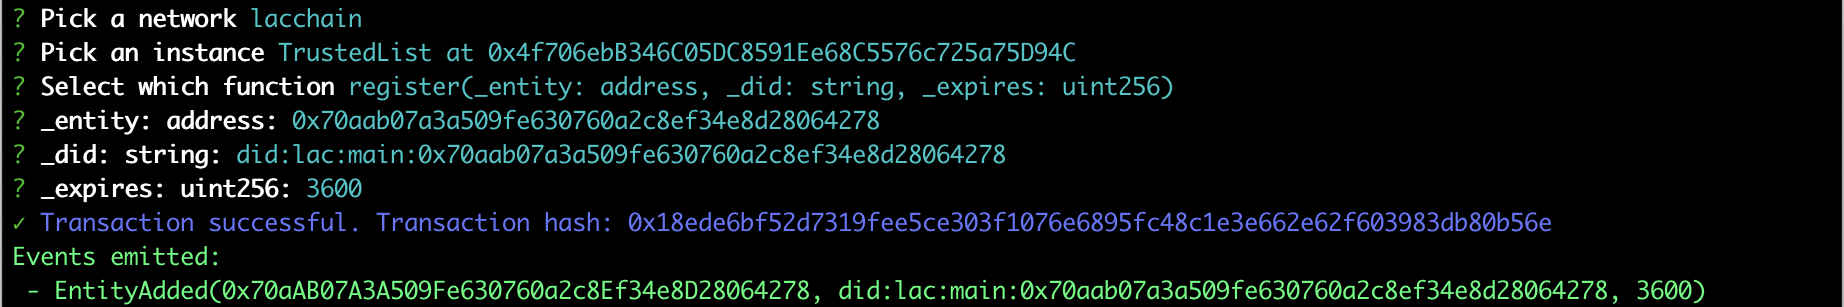 ? Pick a network lacchain
? Pick an instance TrustedList at 0x4f706ebB346C05DC8591Ee68C5576c725a75D94C
? Select which function register(_entity: address, _did: string, _expires: uint256)
? _entity: address: 0x70aab07a3a509fe630760a2c8ef34e8d28064278
? _did: string: did:lac:main:0x70aab07a3a509fe630760a2c8ef34e8d28064278
? _expires: uint256: 3600
✓ Transaction successful. Transaction hash: 0x18ede6bf52d7319fee5ce303f1076e6895fc48c1e3e662e62f603983db80b56e
Events emitted:
 - EntityAdded(0x70aAB07A3A509Fe630760a2c8Ef34e8D28064278, did:lac:main:0x70aab07a3a509fe630760a2c8ef34e8d28064278, 3600)